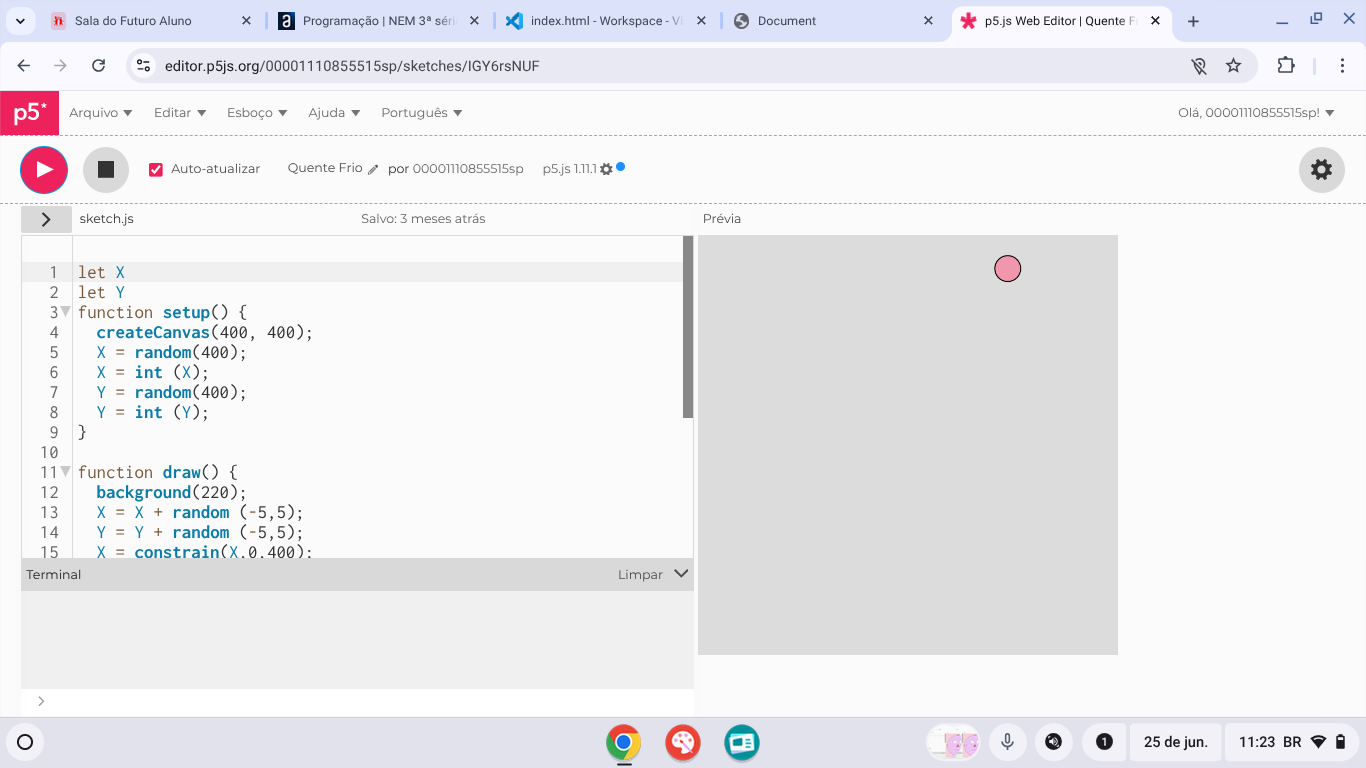 Sala do Futuro Aluno
Programação | NEM 3ª séri
index.html - Workspace - Vi
Document
p5.js Web Editor | Quente Fr
editor.p5js.org/00001110855515sp/sketches/IGY6rsNUF
p5* Arquivo Editar Esboço Ajuda Português Olá, 00001110855515sp!
Auto-atualizar Quente Frio por 00001110855515sp p5.js 1.11.1
sketch.js Salvo: 3 meses atrás Prévia
1 let X
2 let Y
3 function setup() {
4 createCanvas(400, 400);
5 X = random(400);
6 X = int (X);
7 Y = random(400);
8 Y = int (Y);
9 }
10
11 function draw() {
12 background(220);
13 X = X + random (-5,5);
14 Y = Y + random (-5,5);
15 X = constrain(X,0,400);
Terminal Limpar
>
1 25 de jun. 11:23 BR